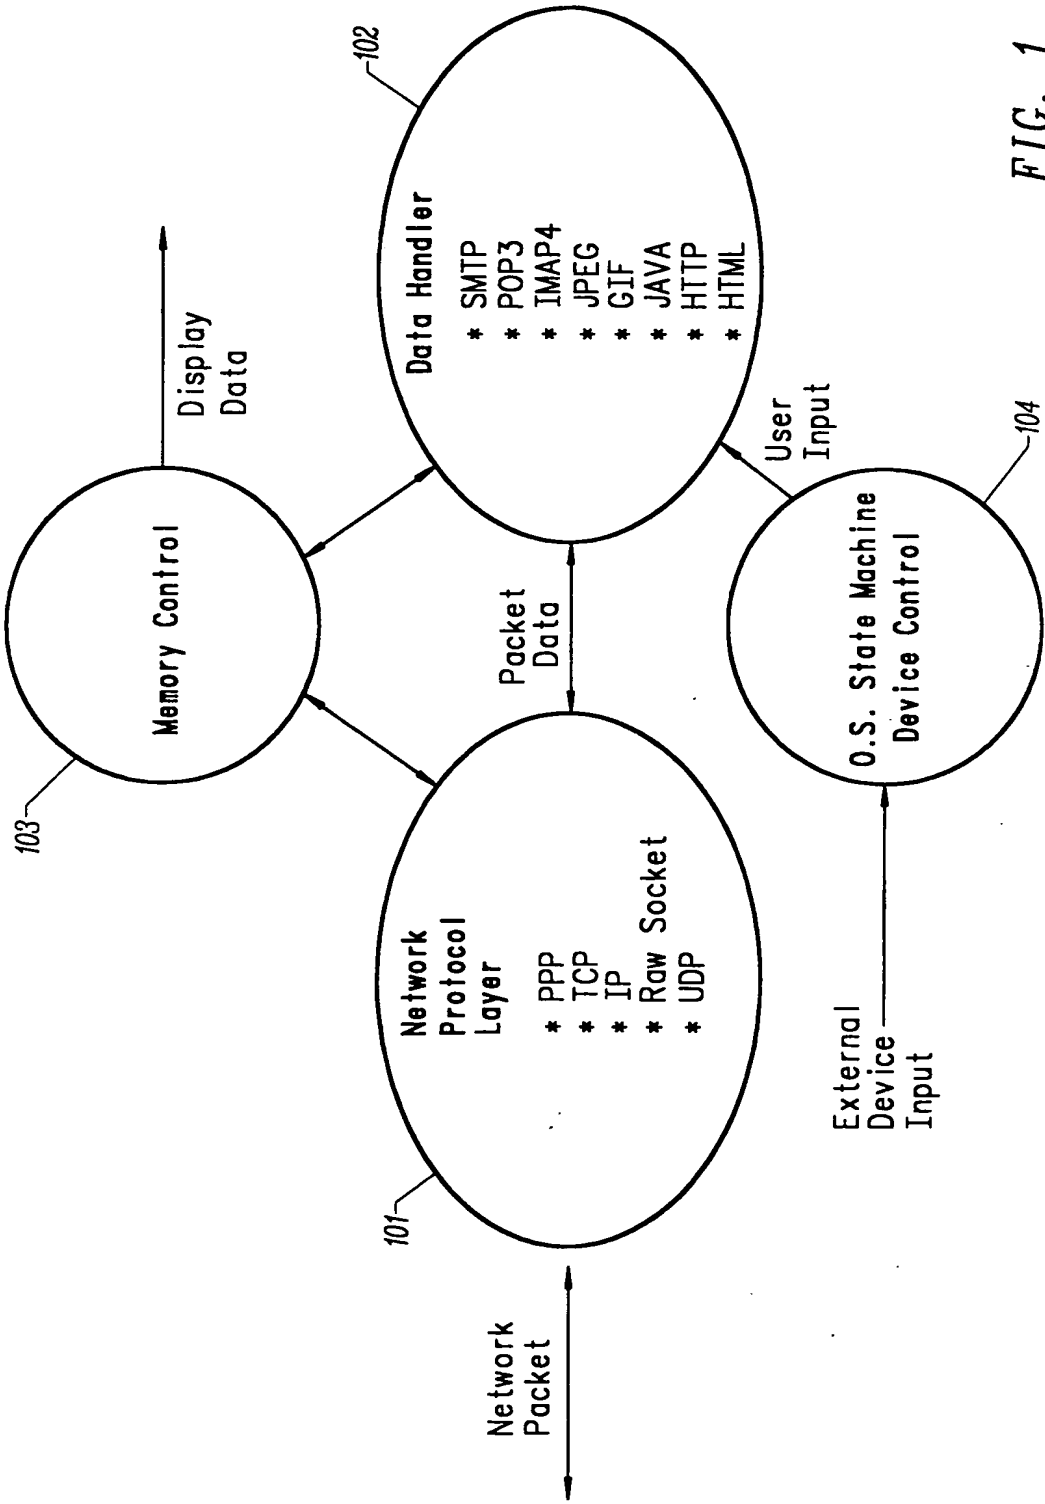 103
Memory Control
Display
Data
102
Data Handler
* SMTP
* POP3
* IMAP4
* JPEG
* GIF
* JAVA
* HTTP
* HTML
Packet
Data
101
Network
Protocol
Layer
* PPP
* TCP
* IP
* Raw Socket
* UDP
Network
Packet
User
Input
O.S. State Machine
Device Control
104
External
Device
Input
FIG. 1